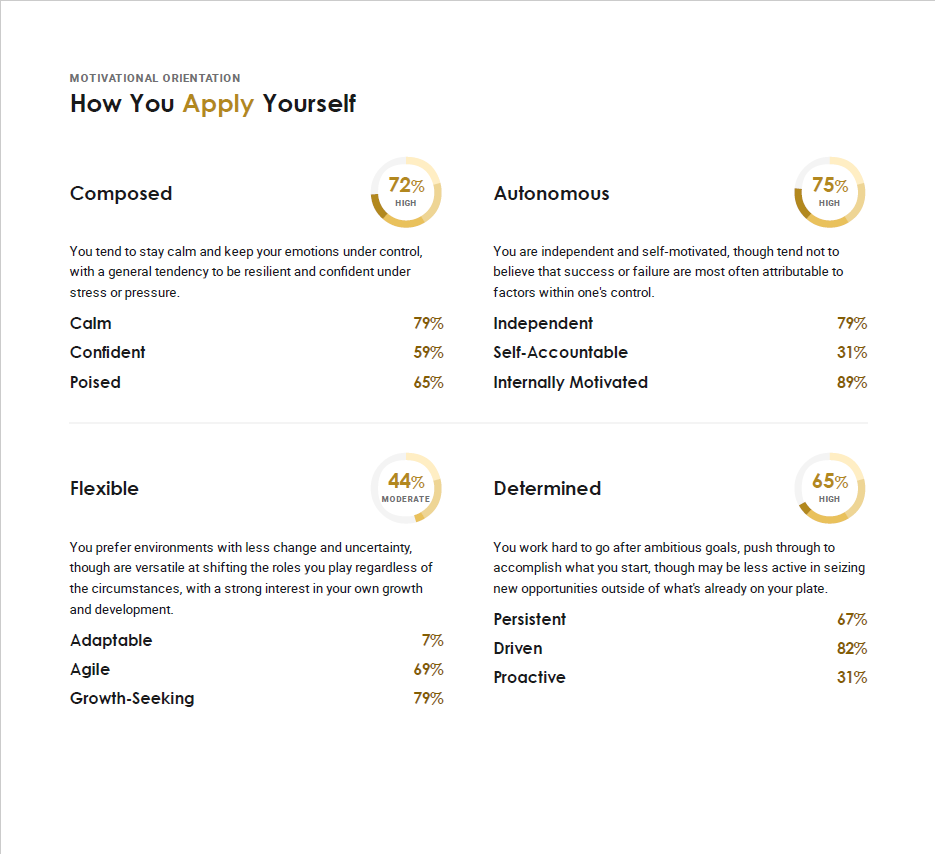 MOTIVATIONAL ORIENTATION
How You Apply Yourself
Composed
72%
HIGH
You tend to stay calm and keep your emotions under control,
with a general tendency to be resilient and confident under
stress or pressure.
Calm 79%
Confident 59%
Poised 65%
Autonomous
75%
HIGH
You are independent and self-motivated, though tend not to
believe that success or failure are most often attributable to
factors within one's control.
Independent 79%
Self-Accountable 31%
Internally Motivated 89%
Flexible
44%
MODERATE
You prefer environments with less change and uncertainty,
though are versatile at shifting the roles you play regardless of
the circumstances, with a strong interest in your own growth
and development.
Adaptable 7%
Agile 69%
Growth-Seeking 79%
Determined
65%
HIGH
You work hard to go after ambitious goals, push through to
accomplish what you start, though may be less active in seizing
new opportunities outside of what's already on your plate.
Persistent 67%
Driven 82%
Proactive 31%